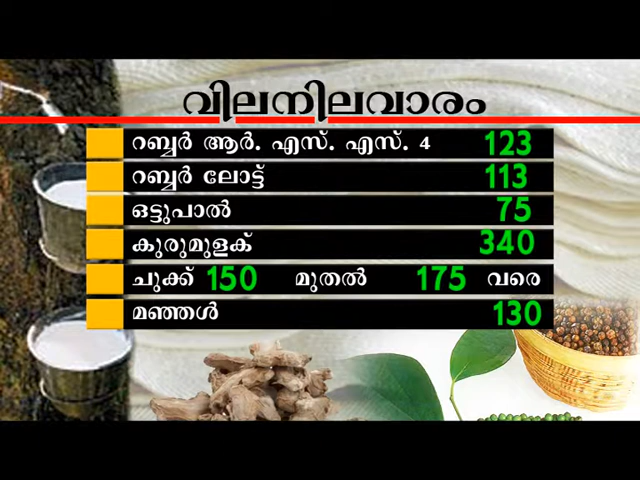 വിലനിലവാരം
റബ്ബർ ആർ. എസ്. എസ്. 4 123
റബ്ബർ ലോട്ട് 113
ഒട്ടുപാൽ 75
കുരുമുളക് 340
ചുക്ക് 150 മുതൽ 175 വരെ
മഞ്ഞൾ 130